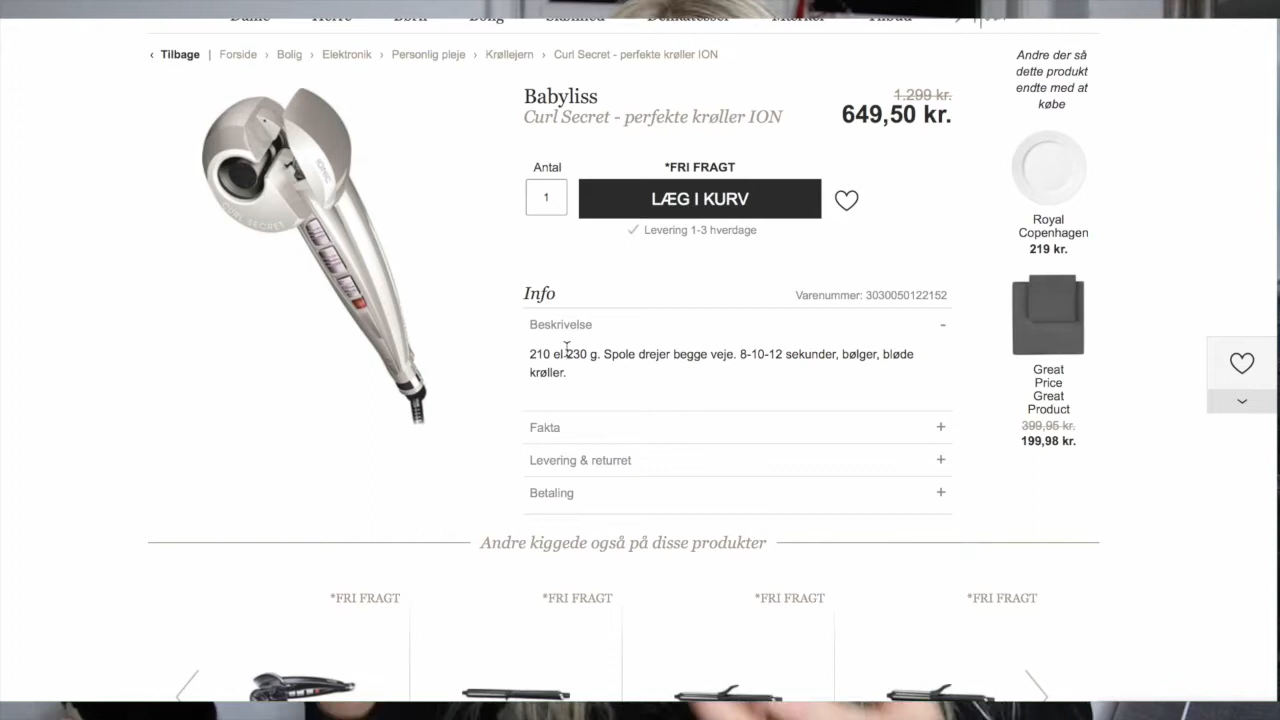 Dame Herre Børn Bolig Skønhed Delikatesser Mærker Tilbud
‹ Tilbage | Forside › Bolig › Elektronik › Personlig pleje › Krøllejern › Curl Secret - perfekte krøller ION
Babyliss
Curl Secret - perfekte krøller ION
1.299 kr.
649,50 kr.
Antal
*FRI FRAGT
1
LÆG I KURV
Levering 1-3 hverdage
CURL SECRET
Info
Varenummer: 3030050122152
Beskrivelse -
210 el 230 g. Spole drejer begge veje. 8-10-12 sekunder, bølger, bløde
krøller.
Fakta +
Levering & returret +
Betaling +
Andre der så
dette produkt
endte med at
købe
Royal
Copenhagen
219 kr.
Great
Price
Great
Product
399,95 kr.
199,98 kr.
Andre kiggede også på disse produkter
*FRI FRAGT *FRI FRAGT *FRI FRAGT *FRI FRAGT